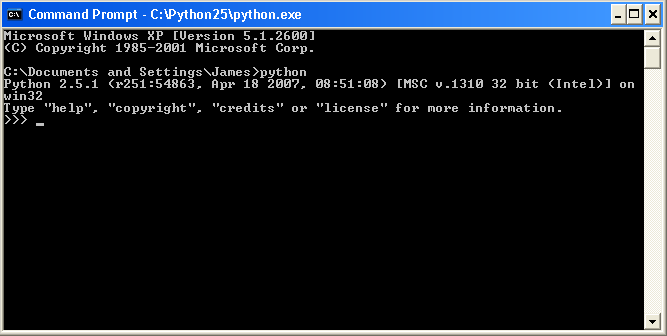 Command Prompt - C:\Python25\python.exe
Microsoft Windows XP [Version 5.1.2600]
(C) Copyright 1985-2001 Microsoft Corp.
C:\Documents and Settings\James>python
Python 2.5.1 (r251:54863, Apr 18 2007, 08:51:08) [MSC v.1310 32 bit (Intel)] on
win32
Type "help", "copyright", "credits" or "license" for more information.
>>> _